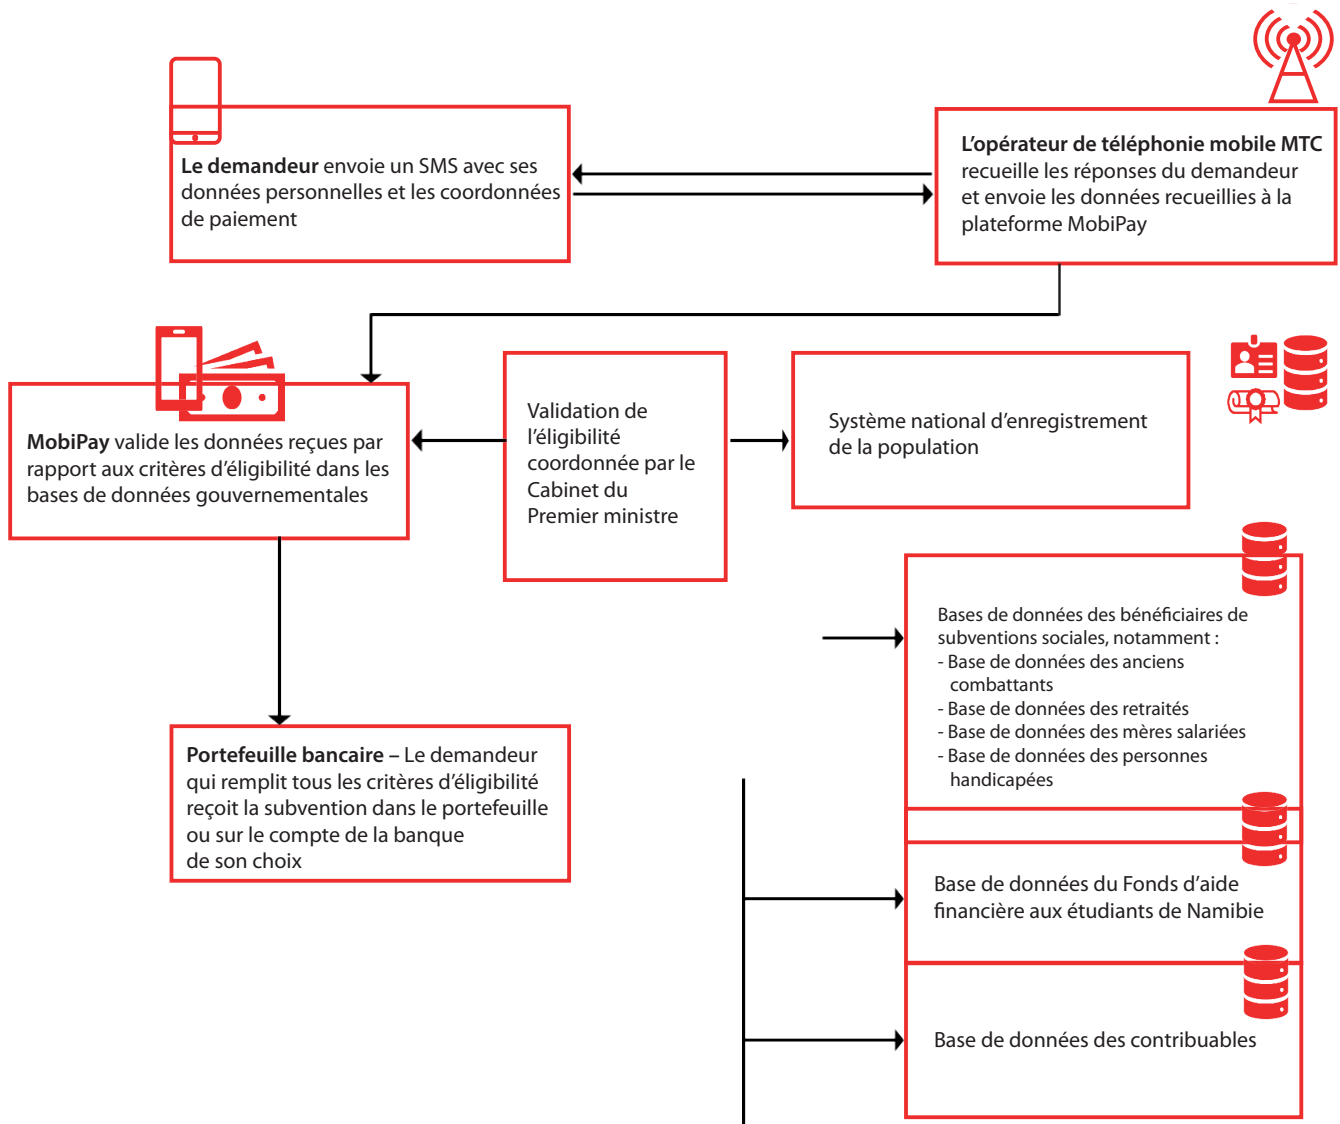 Le demandeur envoie un SMS avec ses
données personnelles et les coordonnées
de paiement
L’opérateur de téléphonie mobile MTC
recueille les réponses du demandeur
et envoie les données recueillies à la
plateforme MobiPay
MobiPay valide les données reçues par
rapport aux critères d’éligibilité dans les
bases de données gouvernementales
Validation de
l’éligibilité
coordonnée par le
Cabinet du
Premier ministre
Système national d’enregistrement
de la population
Bases de données des bénéficiaires de
subventions sociales, notamment :
- Base de données des anciens
combattants
- Base de données des retraités
- Base de données des mères salariées
- Base de données des personnes
handicapées
Portefeuille bancaire – Le demandeur
qui remplit tous les critères d’éligibilité
reçoit la subvention dans le portefeuille
ou sur le compte de la banque
de son choix
Base de données du Fonds d’aide
financière aux étudiants de Namibie
Base de données des contribuables